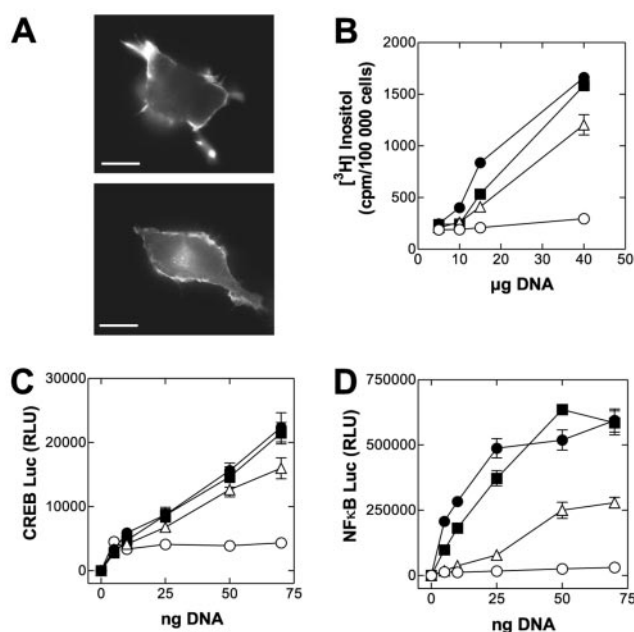 A
B
[³H] Inositol
(cpm/100 000 cells)
2000
1500
1000
500
0
0 10 20 30 40 50
µg DNA
C
CREB Luc (RLU)
30000
20000
10000
0
0 25 50 75
ng DNA
D
NFκB Luc (RLU)
750000
500000
250000
0
0 25 50 75
ng DNA